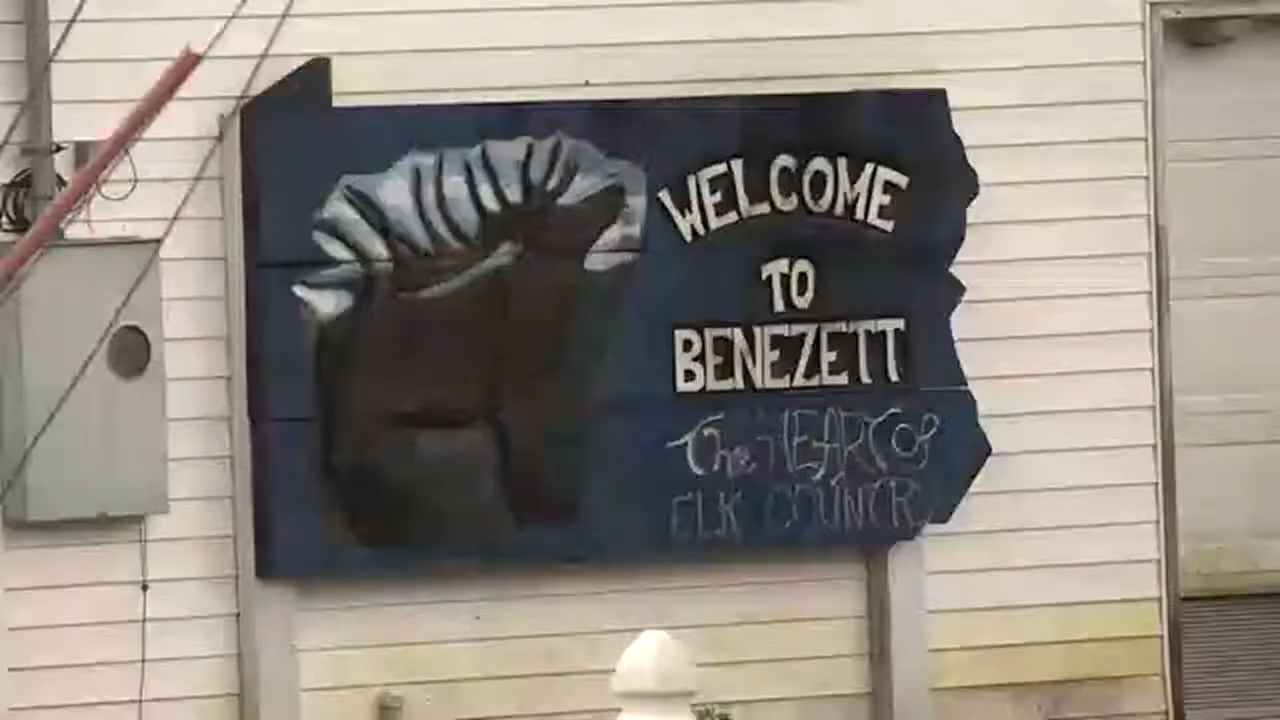 WELCOME
TO
BENEZETT
The HEART OF
ELK COUNTRY